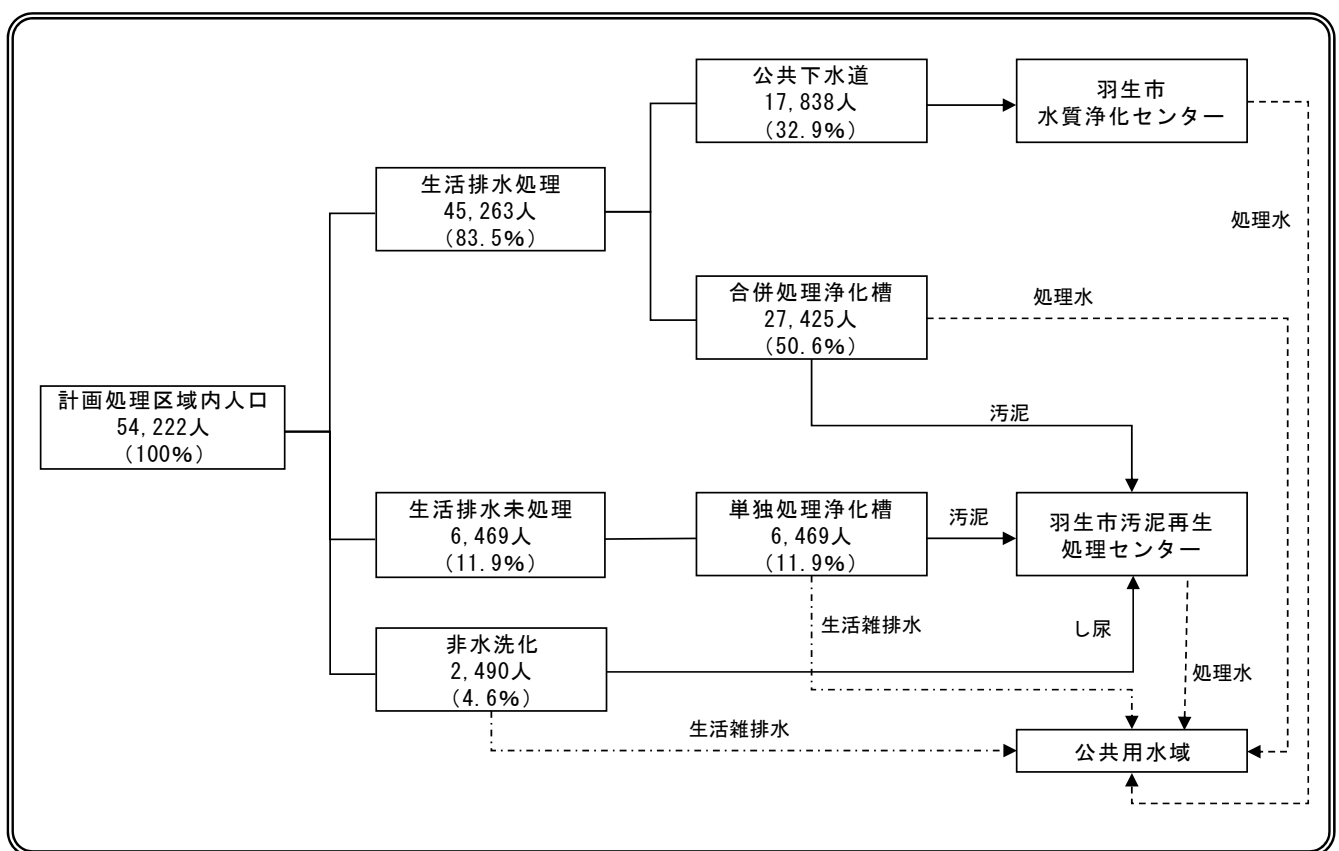 公共下水道
17,838人
(32.9%)
羽生市
水質浄化センター
生活排水処理
45,263人
(83.5%)
処理水
合併処理浄化槽
27,425人
(50.6%)
処理水
計画処理区域内人口
54,222人
(100%)
汚泥
生活排水未処理
6,469人
(11.9%)
単独処理浄化槽
6,469人
(11.9%)
汚泥
羽生市汚泥再生
処理センター
生活雑排水
し尿
非水洗化
2,490人
(4.6%)
処理水
生活雑排水
公共用水域